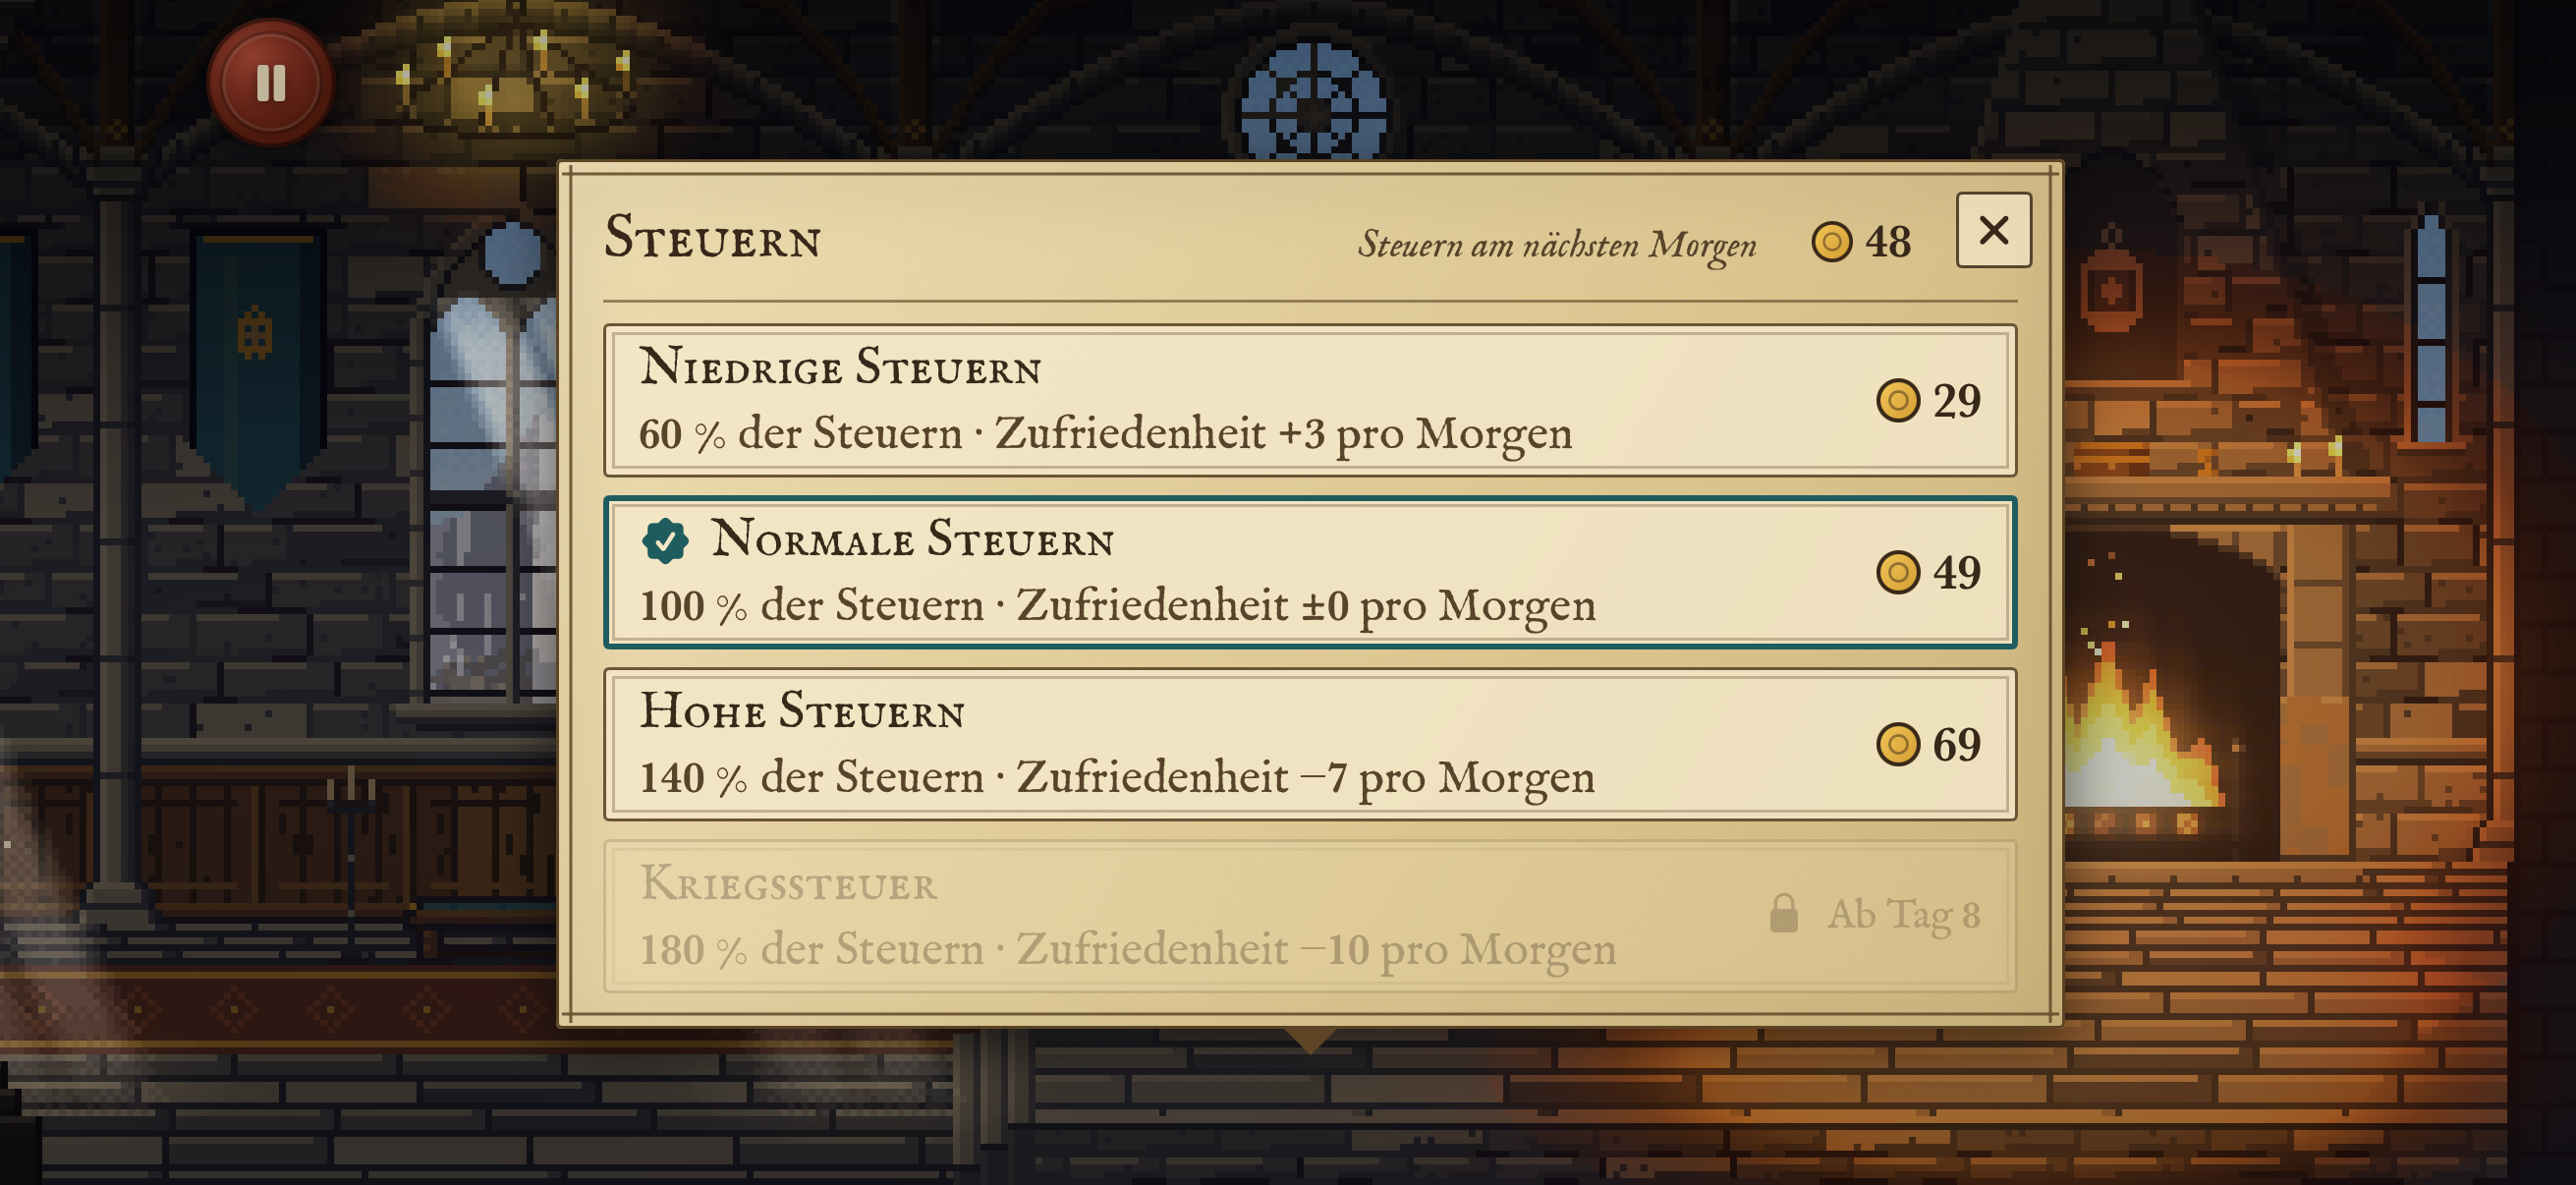 Steuern
Steuern am nächsten Morgen 48
Niedrige Steuern
60 % der Steuern · Zufriedenheit +3 pro Morgen
29
Normale Steuern
100 % der Steuern · Zufriedenheit ±0 pro Morgen
49
Hohe Steuern
140 % der Steuern · Zufriedenheit −7 pro Morgen
69
Kriegssteuer
180 % der Steuern · Zufriedenheit −10 pro Morgen
Ab Tag 8